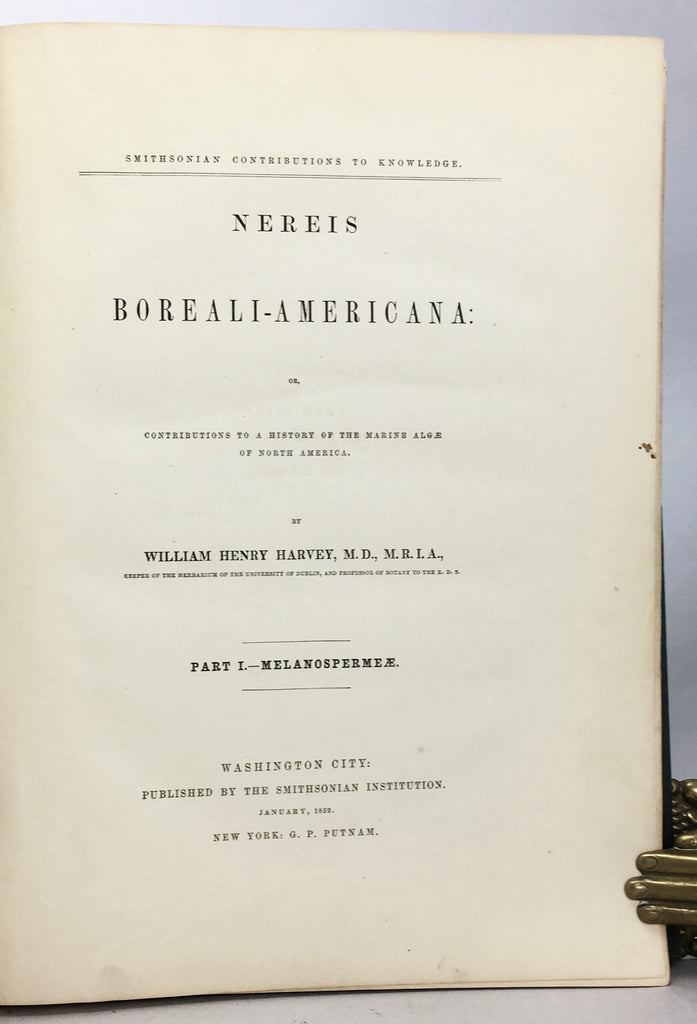 SMITHSONIAN CONTRIBUTIONS TO KNOWLEDGE.
NEREIS
BOREALI-AMERICANA:
OR,
CONTRIBUTIONS TO A HISTORY OF THE MARINE ALGÆ
OF NORTH AMERICA.
BY
WILLIAM HENRY HARVEY, M.D., M.R.I.A.,
KEEPER OF THE HERBARIUM OF THE UNIVERSITY OF DUBLIN, AND PROFESSOR OF BOTANY TO THE R. D. S.
PART I.—MELANOSPERMEÆ.
WASHINGTON CITY:
PUBLISHED BY THE SMITHSONIAN INSTITUTION.
JANUARY, 1852.
NEW YORK: G. P. PUTNAM.